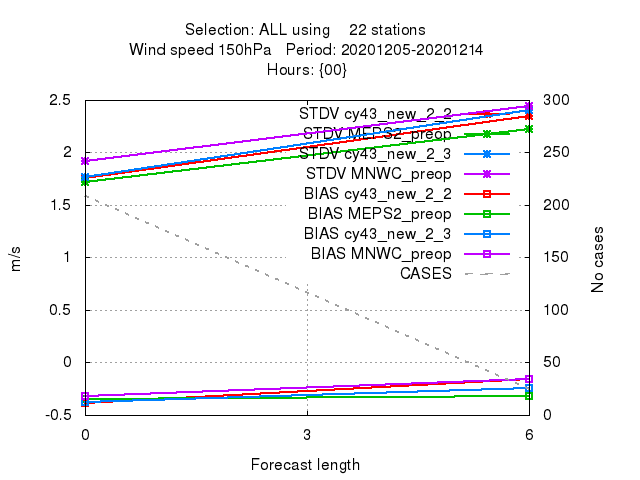 Selection: ALL using 22 stations
Wind speed 150hPa Period: 20201205-20201214
Hours: {00}
2.5
2
1.5
1
0.5
0
-0.5
m/s
300
250
200
150
100
50
0
No cases
STDV cy43_new_2_2
STDV MEPS2_preop
STDV cy43_new_2_3
STDV MNWC_preop
BIAS cy43_new_2_2
BIAS MEPS2_preop
BIAS cy43_new_2_3
BIAS MNWC_preop
CASES
0 3 6
Forecast length